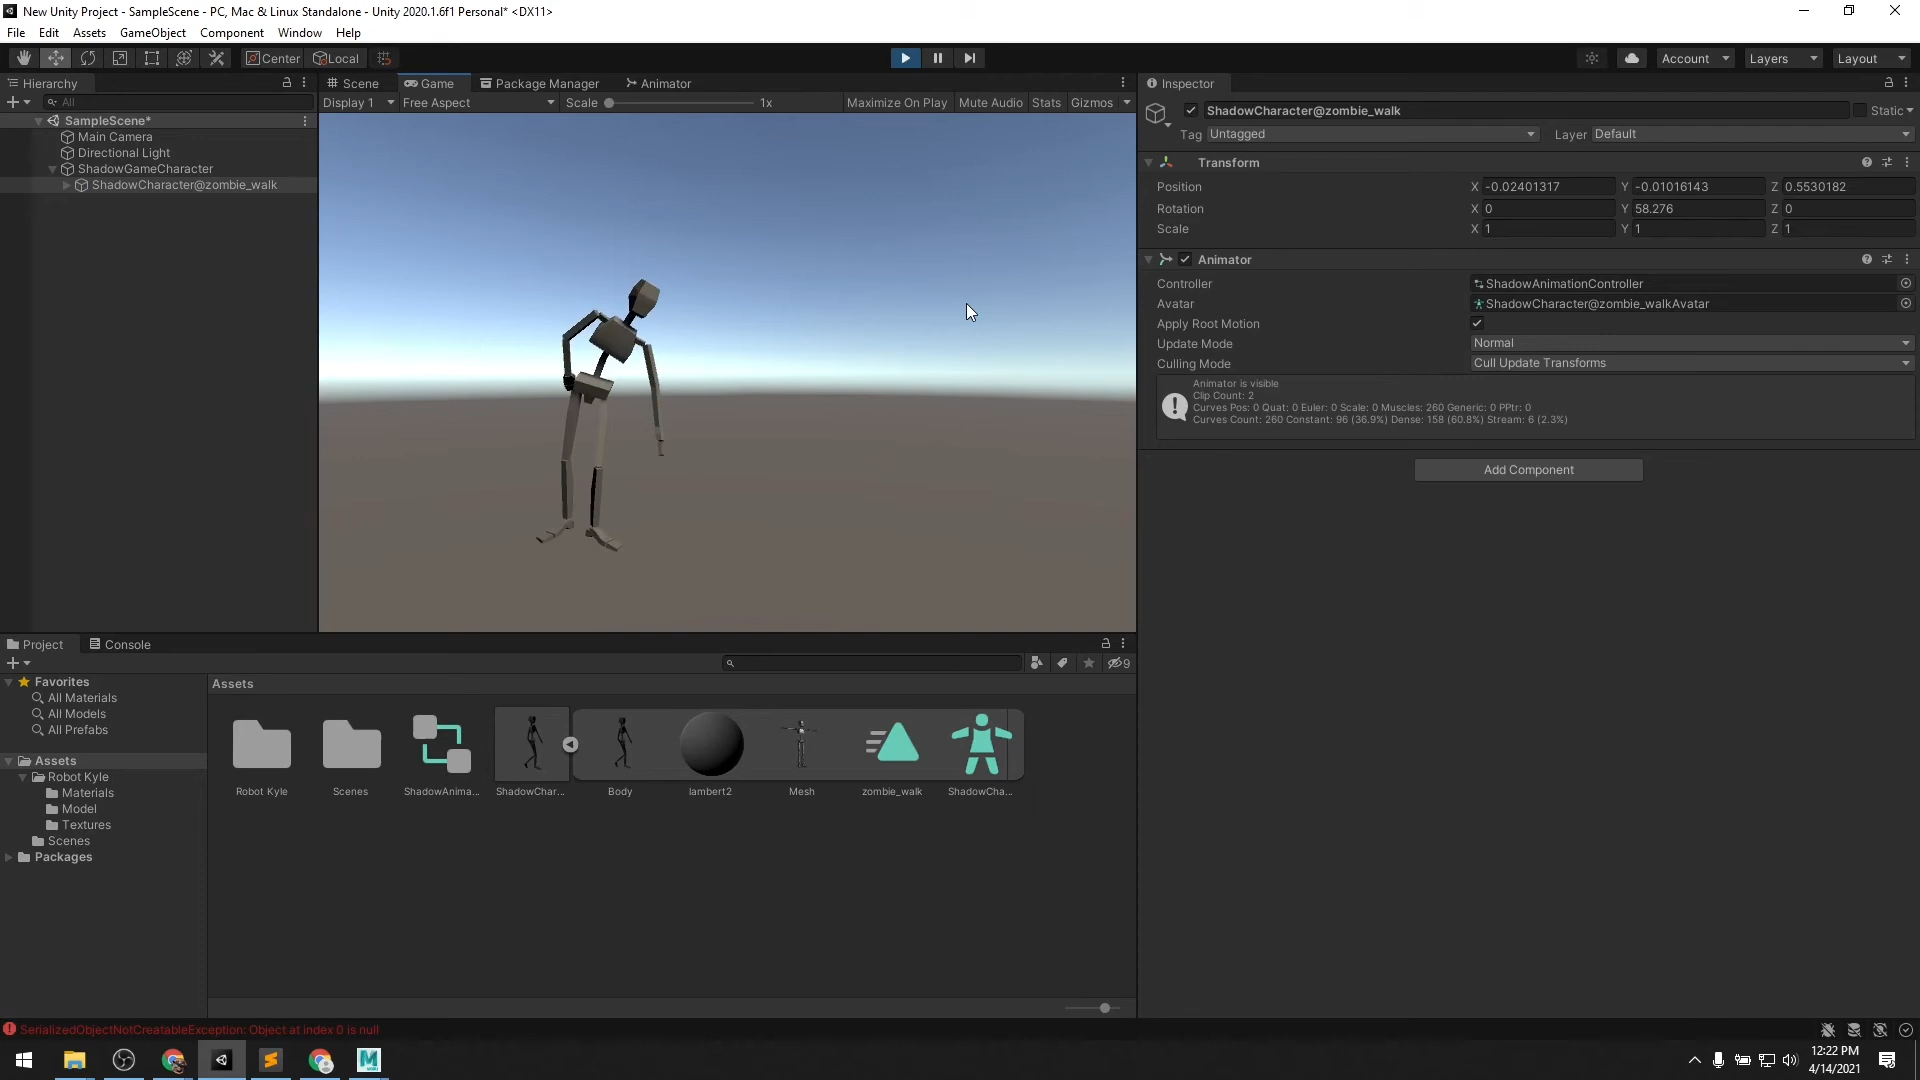 New Unity Project - SampleScene - PC, Mac & Linux Standalone - Unity 2020.1.6f1 Personal* <DX11>
File Edit Assets GameObject Component Window Help
Center Local Account Layers Layout
Hierarchy
All
SampleScene*
Main Camera
Directional Light
ShadowGameCharacter
ShadowCharacter@zombie_walk
Scene Game Package Manager Animator
Display 1 Free Aspect Scale 1x Maximize On Play Mute Audio Stats Gizmos
Inspector
ShadowCharacter@zombie_walk Static
Tag Untagged Layer Default
Transform
Position X -0.02401317 Y -0.01016143 Z 0.5530182
Rotation X 0 Y 58.276 Z 0
Scale X 1 Y 1 Z 1
Animator
Controller ShadowAnimationController
Avatar ShadowCharacter@zombie_walkAvatar
Apply Root Motion
Update Mode Normal
Culling Mode Cull Update Transforms
Animator is visible
Clip Count: 2
Curves Pos: 0 Quat: 0 Euler: 0 Scale: 0 Muscles: 260 Generic: 0 PPtr: 0
Curves Count: 260 Constant: 96 (36.9%) Dense: 158 (60.8%) Stream: 6 (2.3%)
Add Component
Project Console
9
Favorites
All Materials
All Models
All Prefabs
Assets
Robot Kyle
Materials
Model
Textures
Scenes
Packages
Assets
Robot Kyle Scenes ShadowAnima... ShadowChar... Body lambert2 Mesh zombie_walk ShadowCha...
SerializedObjectNotCreatableException: Object at index 0 is null
12:22 PM
4/14/2021